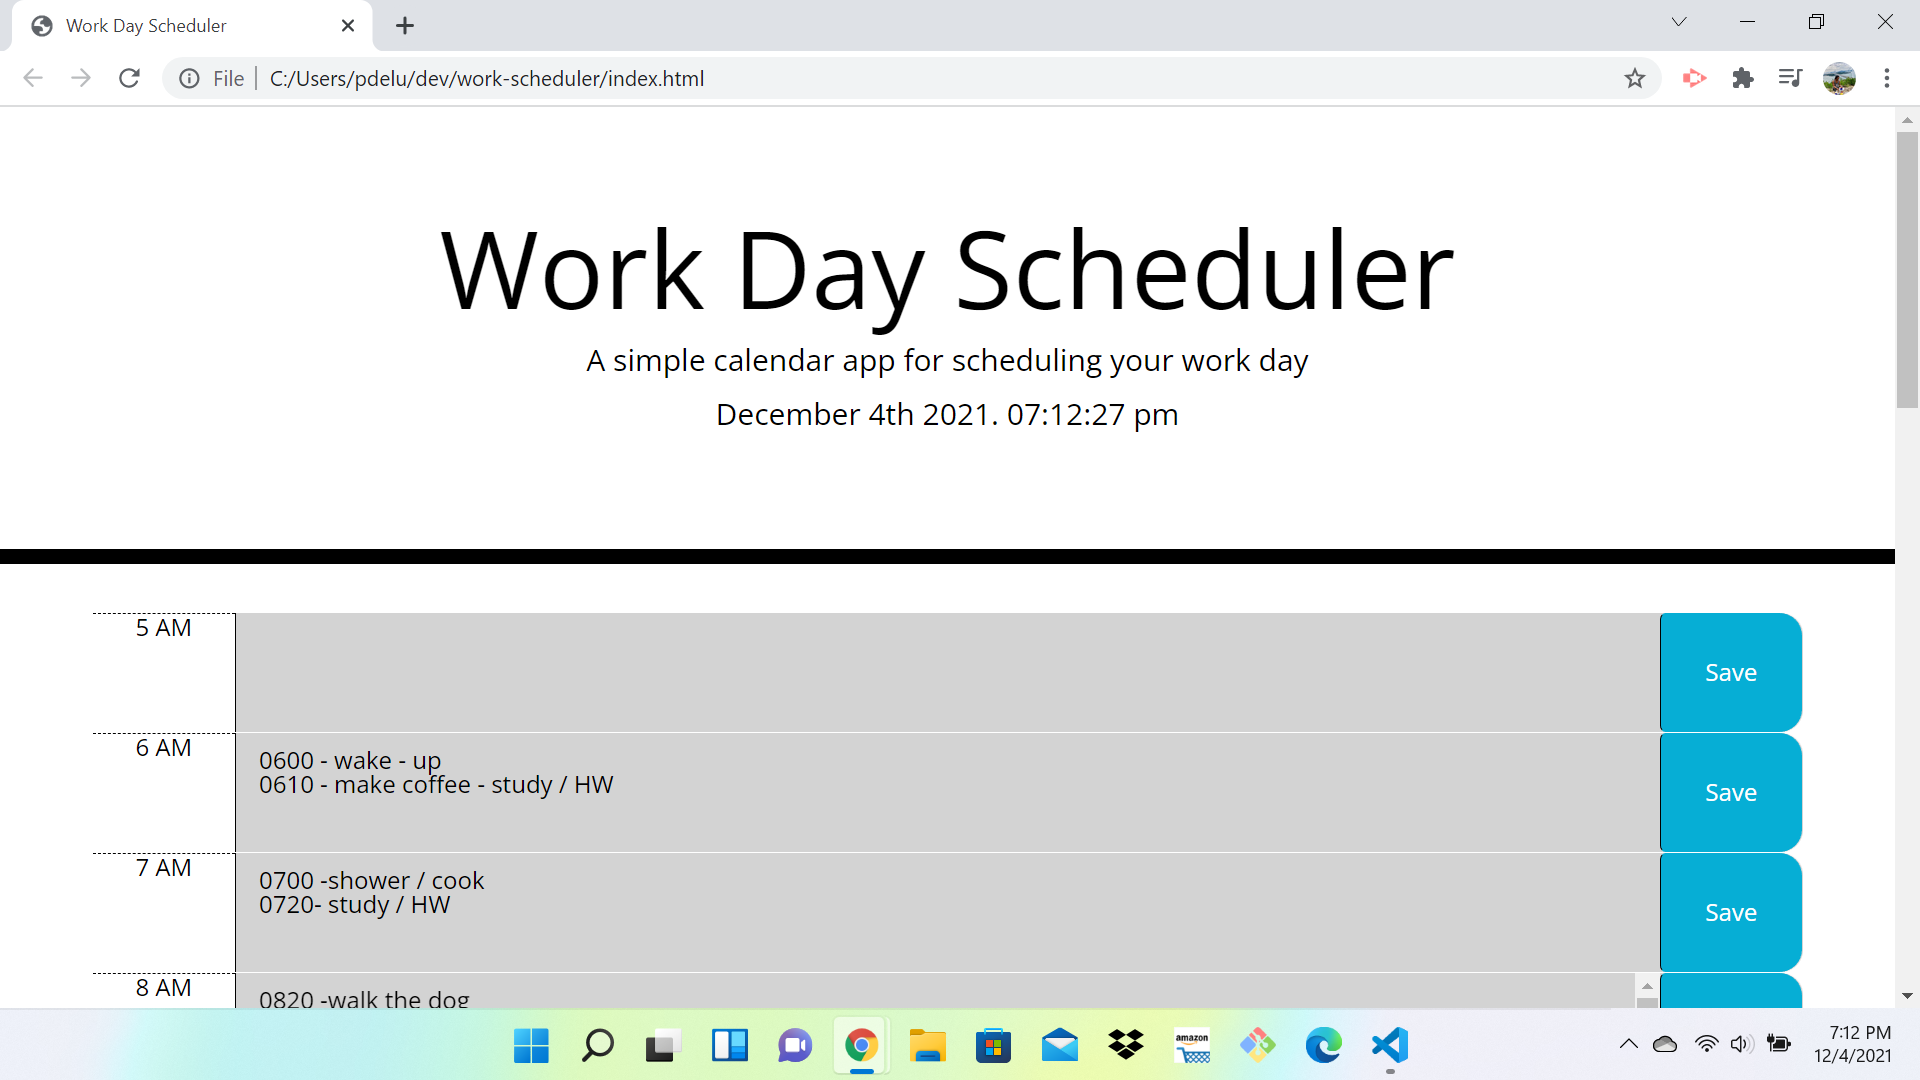 Work Day Scheduler
File
C:/Users/pdelu/dev/work-scheduler/index.html
Work Day Scheduler
A simple calendar app for scheduling your work day
December 4th 2021. 07:12:27 pm
5 AM
Save
6 AM
0600 - wake - up
0610 - make coffee - study / HW
Save
7 AM
0700 -shower / cook
0720- study / HW
Save
8 AM
0820 -walk the dog
amazon
7:12 PM
12/4/2021